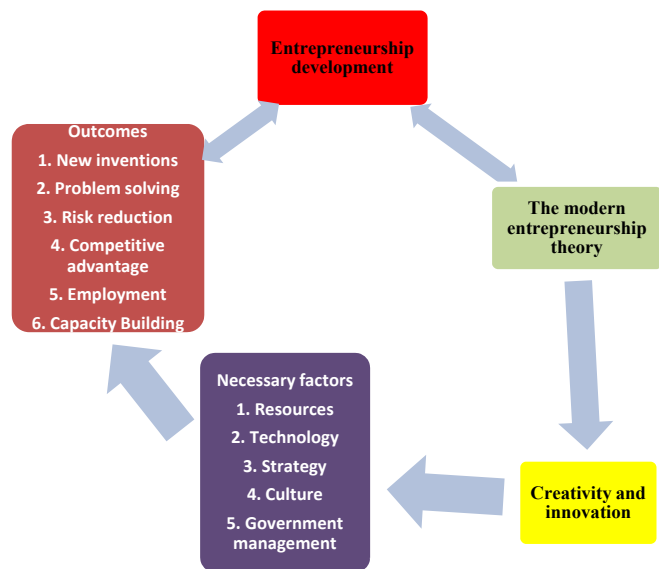 Entrepreneurship
development
Outcomes
1. New inventions
2. Problem solving
3. Risk reduction
4. Competitive
advantage
5. Employment
6. Capacity Building
The modern
entrepreneurship
theory
Necessary factors
1. Resources
2. Technology
3. Strategy
4. Culture
5. Government
management
Creativity and
innovation